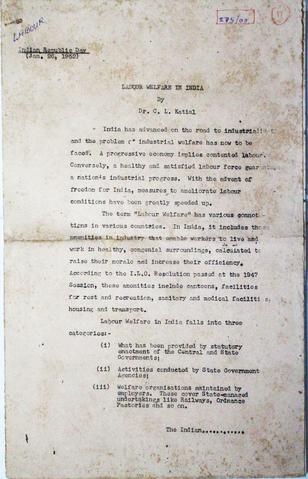 LABOUR
275/09
Indian Republic Day
(Jan. 26, 1952)
LABOUR WELFARE IN INDIA
By
Dr. C. L. Katial
- India has advanced on the road to
and the problem industrial welfare has now to be
faced. A progressive economy implies contented labour.
Conversely, a healthy and satisfied labour force
a nation's industrial progress. With the advent of
freedom for India, measures to ameliorate labour
conditions have been greatly speeded up.
The term "Labour Welfare" has various
tions in various countries. In India, it includes those
amenities in industry that enable workers to live and
work in healthy, congenial surroundings, calculated to
raise their morale and increase their efficiency.
According to the I.L.O. Resolution passed at the 1947
Session, these amenities include canteens, facilities
for rest and recreation, sanitary and medical facilities,
housing and transport.
Labour Welfare in India falls into three
categories:-
(i) What has been provided by statutory
enactment of the Central and State
Governments;
(ii) Activities conducted by State Government
Agencies;
(iii) Welfare organisations maintained by
employers. These cover State-managed
undertakings like Railways, Ordnance
Factories and so on.
The Indian............